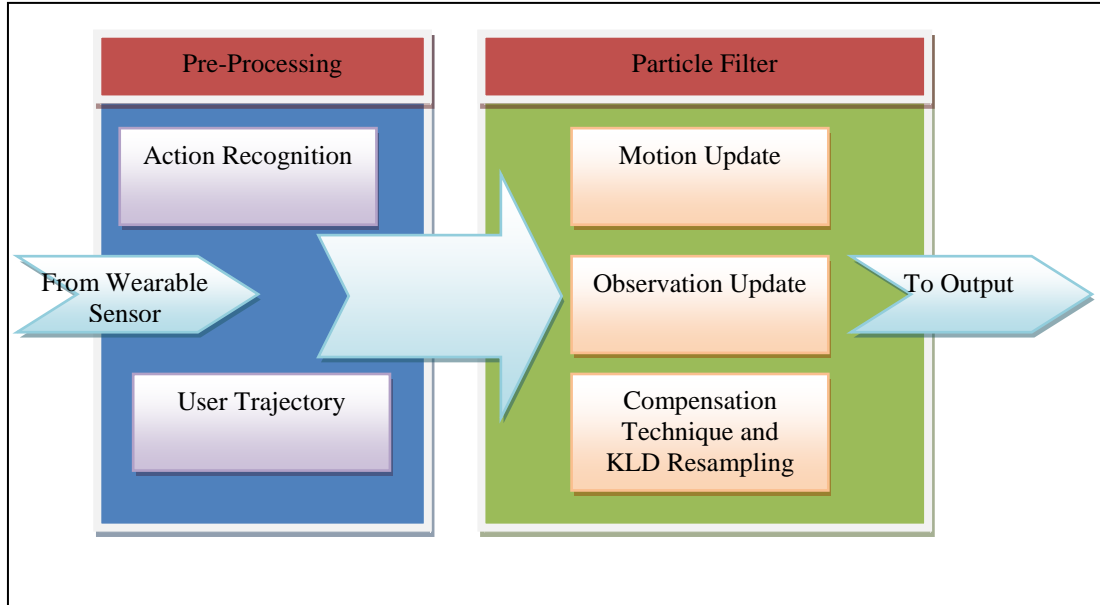 Pre-Processing
Particle Filter
Action Recognition
Motion Update
From Wearable
Sensor
Observation Update
To Output
User Trajectory
Compensation
Technique and
KLD Resampling